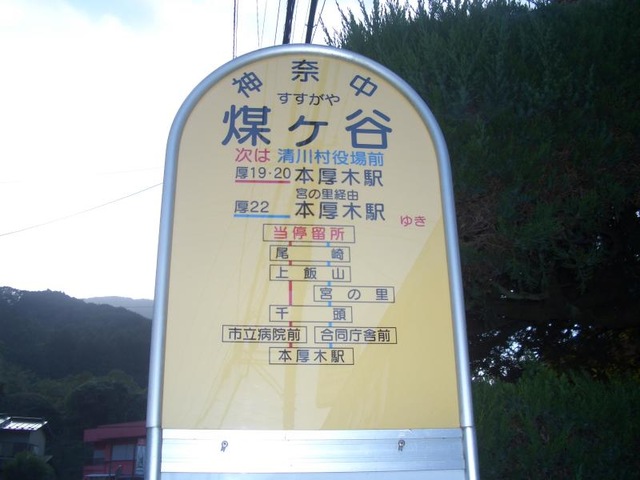 神奈中
すすがや
煤ヶ谷
次は 清川村役場前
厚19・20 本厚木駅
宮の里経由
厚22 本厚木駅 ゆき
当停留所
尾崎
上飯山
宮の里
千頭
市立病院前 合同庁舎前
本厚木駅